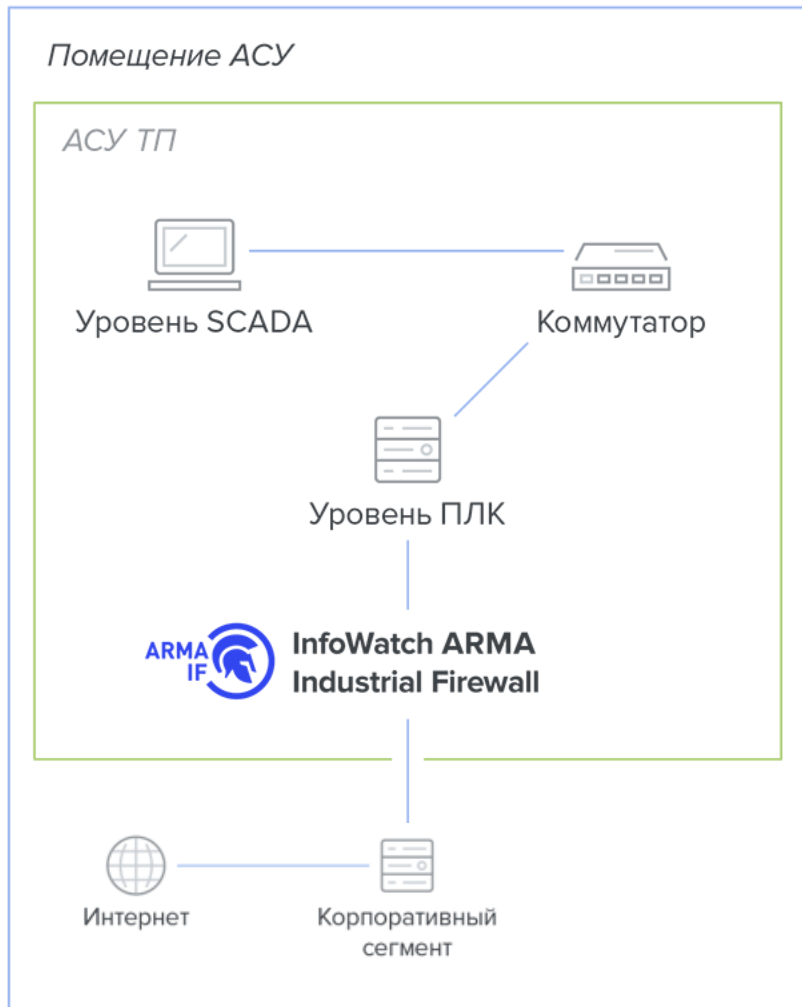 Помещение АСУ
АСУ ТП
Уровень SCADA
Коммутатор
Уровень ПЛК
ARMA
IF
InfoWatch ARMA
Industrial Firewall
Интернет
Корпоративный
сегмент